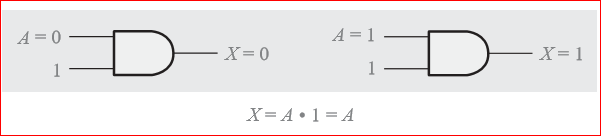 A = 0
1
X = 0
A = 1
1
X = 1
X = A • 1 = A